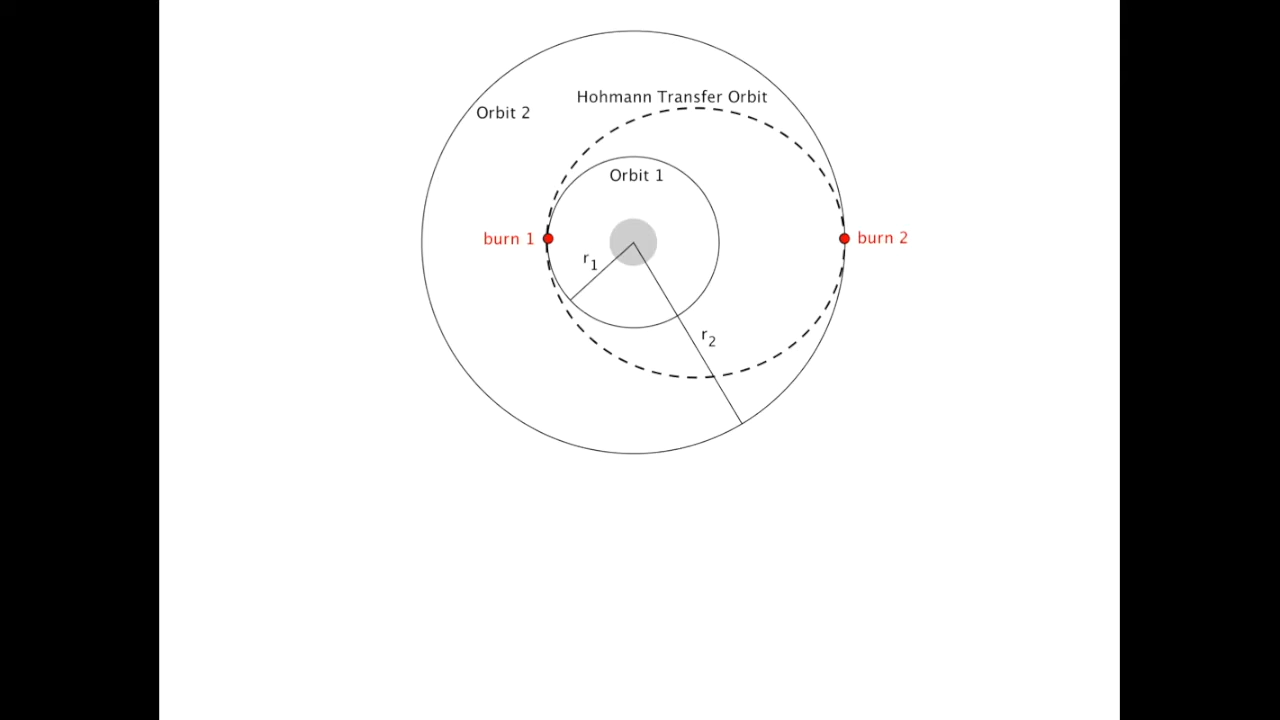 Hohmann Transfer Orbit
Orbit 2
Orbit 1
burn 1
burn 2
r1
r2